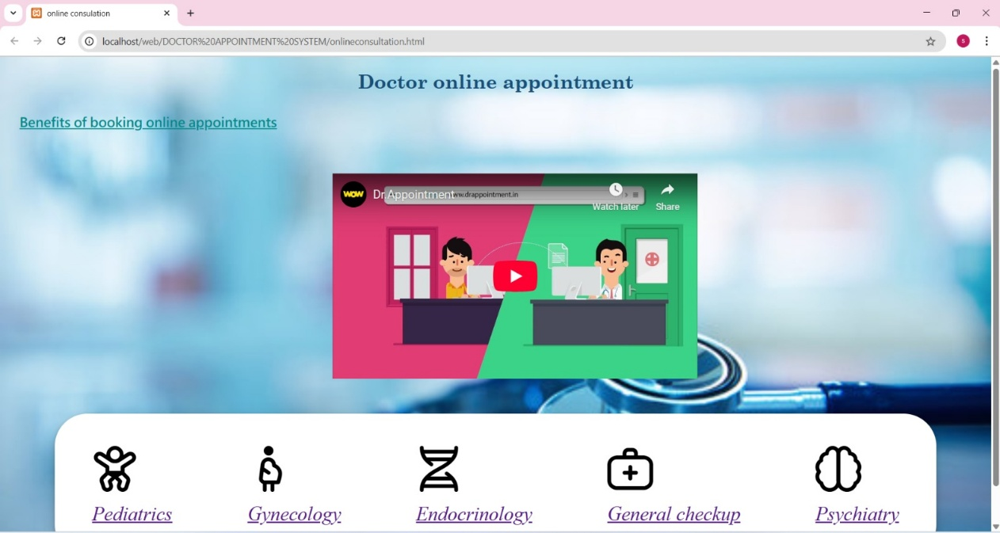 online consulation
localhost/web/DOCTOR%20APPOINTMENT%20SYSTEM/onlineconsultation.html
S
Doctor online appointment
Benefits of booking online appointments
WOW
Dr.Appointment
www.drappointment.in
Watch later
Share
Pediatrics
Gynecology
Endocrinology
General checkup
Psychiatry